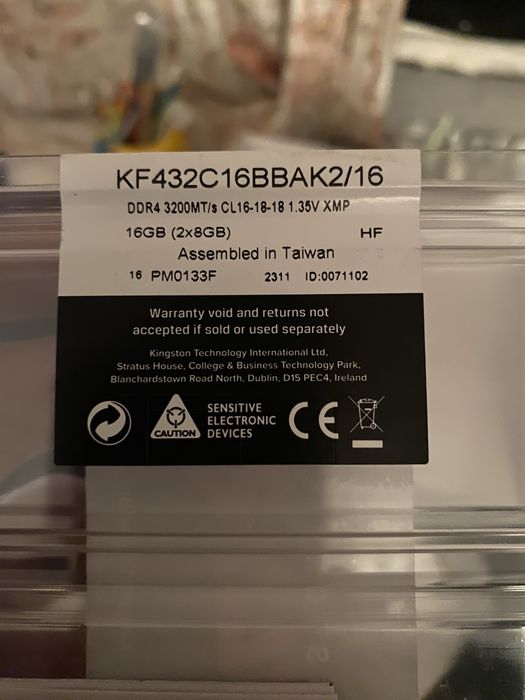 KF432C16BBAK2/16
DDR4 3200MT/s CL16-18-18 1.35V XMP
16GB (2x8GB) HF
Assembled in Taiwan
16 PM0133F 2311 ID:0071102
Warranty void and returns not
accepted if sold or used separately
Kingston Technology International Ltd,
Stratus House, College & Business Technology Park,
Blanchardstown Road North, Dublin, D15 PEC4, Ireland
SENSITIVE
ELECTRONIC
DEVICES
CAUTION
CE